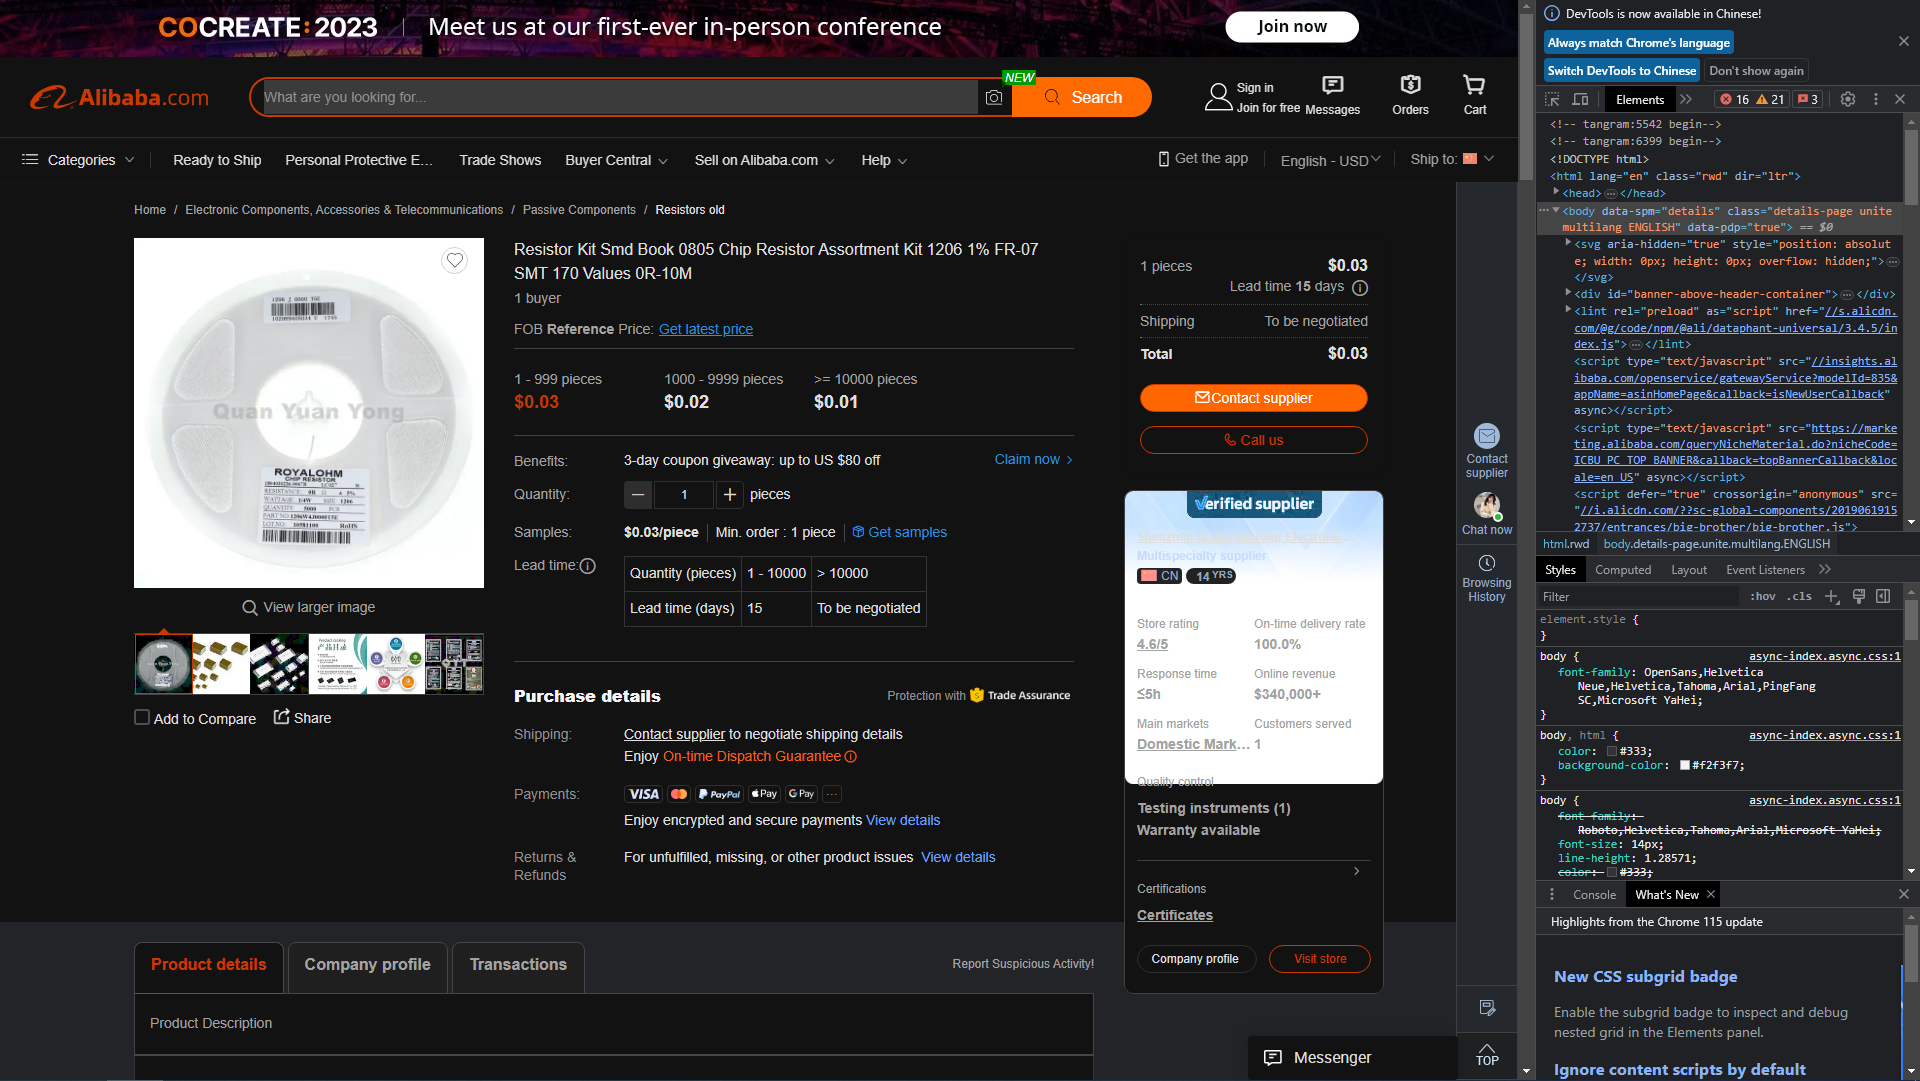 COCREATE: 2023
Meet us at our first-ever in-person conference
Join now
Alibaba.com
What are you looking for...
NEW
Search
Sign in
Join for free
Messages
Orders
Cart
Categories
Ready to Ship
Personal Protective E...
Trade Shows
Buyer Central
Sell on Alibaba.com
Help
Get the app
English - USD
Ship to:
Home / Electronic Components, Accessories & Telecommunications / Passive Components / Resistors old
Quan Yuan Yong
ROYALOHM
CHIP RESISTOR
View larger image
Add to Compare
Share
Resistor Kit Smd Book 0805 Chip Resistor Assortment Kit 1206 1% FR-07
SMT 170 Values 0R-10M
1 buyer
FOB Reference Price: Get latest price
1 - 999 pieces
1000 - 9999 pieces
>= 10000 pieces
$0.03
$0.02
$0.01
Benefits:
3-day coupon giveaway: up to US $80 off
Claim now >
Quantity:
1
pieces
Samples:
$0.03/piece
Min. order : 1 piece
Get samples
Lead time:
Quantity (pieces)
1 - 10000
> 10000
Lead time (days)
15
To be negotiated
Purchase details
Protection with Trade Assurance
Shipping:
Contact supplier to negotiate shipping details
Enjoy On-time Dispatch Guarantee
Payments:
VISA
PayPal
Pay
G Pay
...
Enjoy encrypted and secure payments View details
Returns &
Refunds
For unfulfilled, missing, or other product issues View details
1 pieces
$0.03
Lead time 15 days
Shipping
To be negotiated
Total
$0.03
Contact supplier
Call us
Verified supplier
Multispecialty supplier
CN
14 YRS
Store rating
On-time delivery rate
4.6/5
100.0%
Response time
Online revenue
≤5h
$340,000+
Main markets
Customers served
Domestic Mark...
1
Quality control
Testing instruments (1)
Warranty available
Certifications
Certificates
Company profile
Visit store
Contact
supplier
Chat now
Browsing
History
TOP
Messenger
Product details
Company profile
Transactions
Report Suspicious Activity!
Product Description
DevTools is now available in Chinese!
Always match Chrome's language
Switch DevTools to Chinese
Don't show again
Elements
16
21
3
<!-- tangram:5542 begin-->
<!-- tangram:6399 begin-->
<!DOCTYPE html>
<html lang="en" class="rwd" dir="ltr">
<head>…</head>
<body data-spm="details" class="details-page unite
multilang ENGLISH" data-pdp="true"> == $0
<svg aria-hidden="true" style="position: absolut
e; width: 0px; height: 0px; overflow: hidden;">…
</svg>
<div id="banner-above-header-container">…</div>
<lint rel="preload" as="script" href="//s.alicdn.
com/@g/code/npm/@ali/dataphant-universal/3.4.5/in
dex.js">…</lint>
<script type="text/javascript" src="//insights.al
ibaba.com/openservice/gatewayService?modelId=835&
appName=asinHomePage&callback=isNewUserCallback"
async></script>
<script type="text/javascript" src="https://marke
ting.alibaba.com/queryNicheMaterial.do?nicheCode=
ICBU_PC_TOP_BANNER&callback=topBannerCallback&loc
ale=en_US" async></script>
<script defer="true" crossorigin="anonymous" src=
"//i.alicdn.com/??sc-global-components/2019061915
2737/entrances/big-brother/big-brother.js">
html.rwd
body.details-page.unite.multilang.ENGLISH
Styles
Computed
Layout
Event Listeners
Filter
:hov
.cls
element.style {
}
body {
async-index.async.css:1
font-family: OpenSans,Helvetica
Neue,Helvetica,Tahoma,Arial,PingFang
SC,Microsoft YaHei;
}
body, html {
async-index.async.css:1
color: #333;
background-color: #f2f3f7;
}
body {
async-index.async.css:1
font-family:
Roboto,Helvetica,Tahoma,Arial,Microsoft YaHei;
font-size: 14px;
line-height: 1.28571;
color: #333;
Console
What's New
Highlights from the Chrome 115 update
New CSS subgrid badge
Enable the subgrid badge to inspect and debug
nested grid in the Elements panel.
Ignore content scripts by default